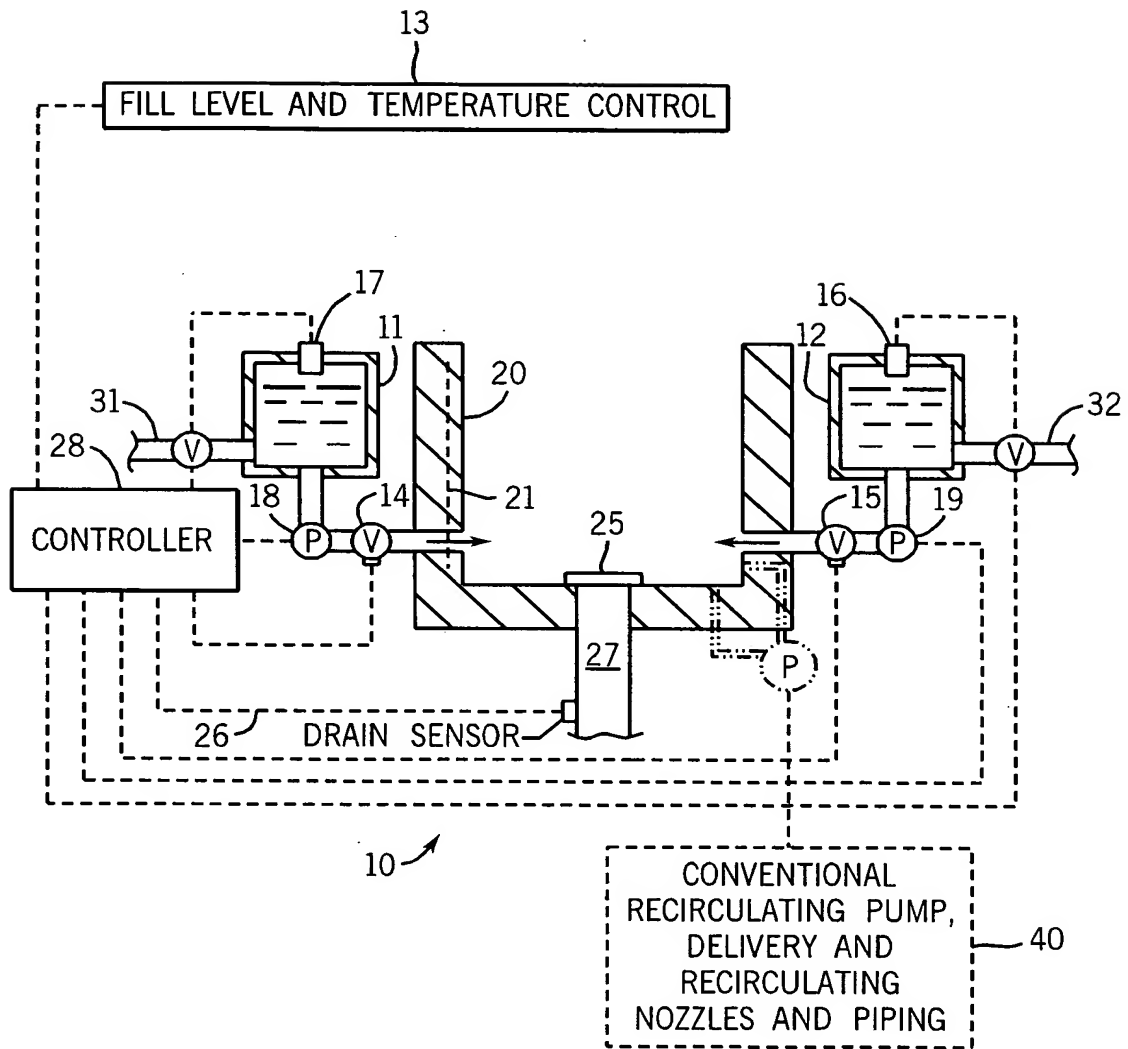 13
FILL LEVEL AND TEMPERATURE CONTROL
17
11
16
12
20
31
32
28
18
14
21
15
19
V
V
CONTROLLER
P
V
25
V
P
27
P
26
DRAIN SENSOR
10
CONVENTIONAL
RECIRCULATING PUMP,
DELIVERY AND
RECIRCULATING
NOZZLES AND PIPING
40